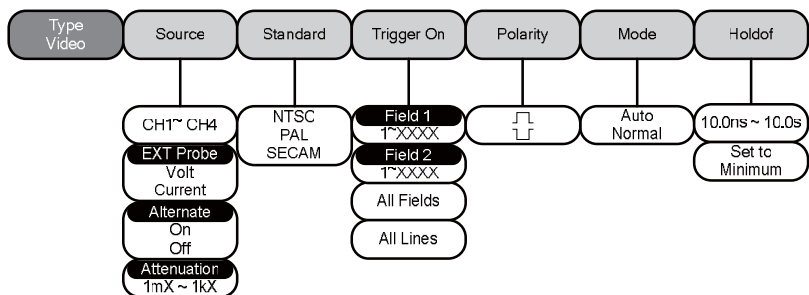 Type
Video
Source
Standard
Trigger On
Polarity
Mode
Holdof
CH1~ CH4
EXT Probe
Volt
Current
Alternate
On
Off
Attenuation
1mX ~ 1kX
NTSC
PAL
SECAM
Field 1
1~XXXX
Field 2
1~XXXX
All Fields
All Lines
Auto
Normal
10.0ns ~ 10.0s
Set to
Minimum